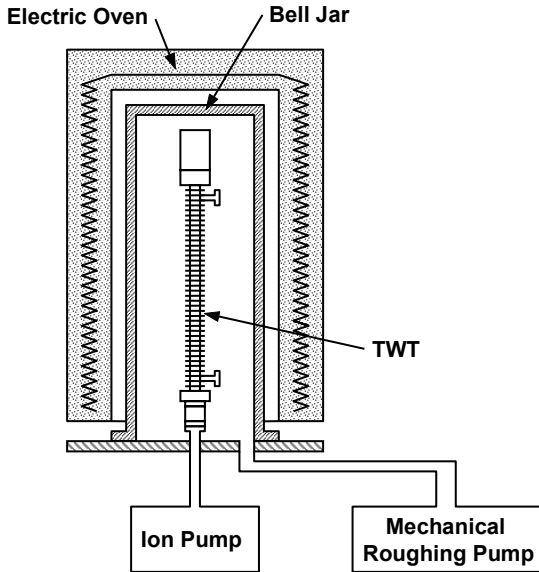 Electric Oven
Bell Jar
TWT
Ion Pump
Mechanical
Roughing Pump